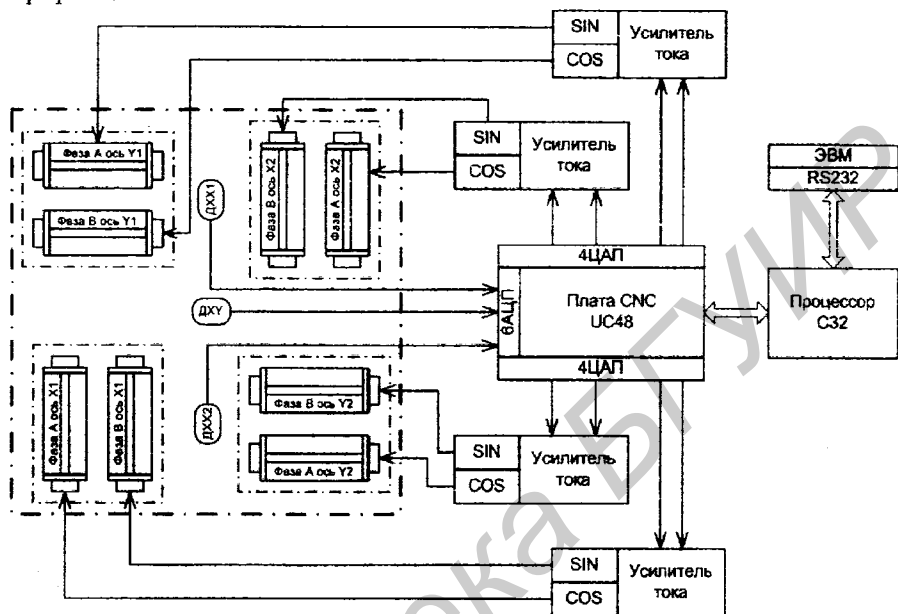 SIN
COS
Усилитель
тока
Фаза A ось Y1
Фаза B ось Y1
Фаза B ось X2
Фаза A ось X2
SIN
COS
Усилитель
тока
ЭВМ
RS232
ДХХ1
ДХY
ДХХ2
4ЦАП
6АЦП
Плата CNC
UC48
4ЦАП
Процессор
C32
Фаза A ось X1
Фаза B ось X1
Фаза B ось Y2
Фаза A ось Y2
SIN
COS
Усилитель
тока
SIN
COS
Усилитель
тока
ока БГУИР